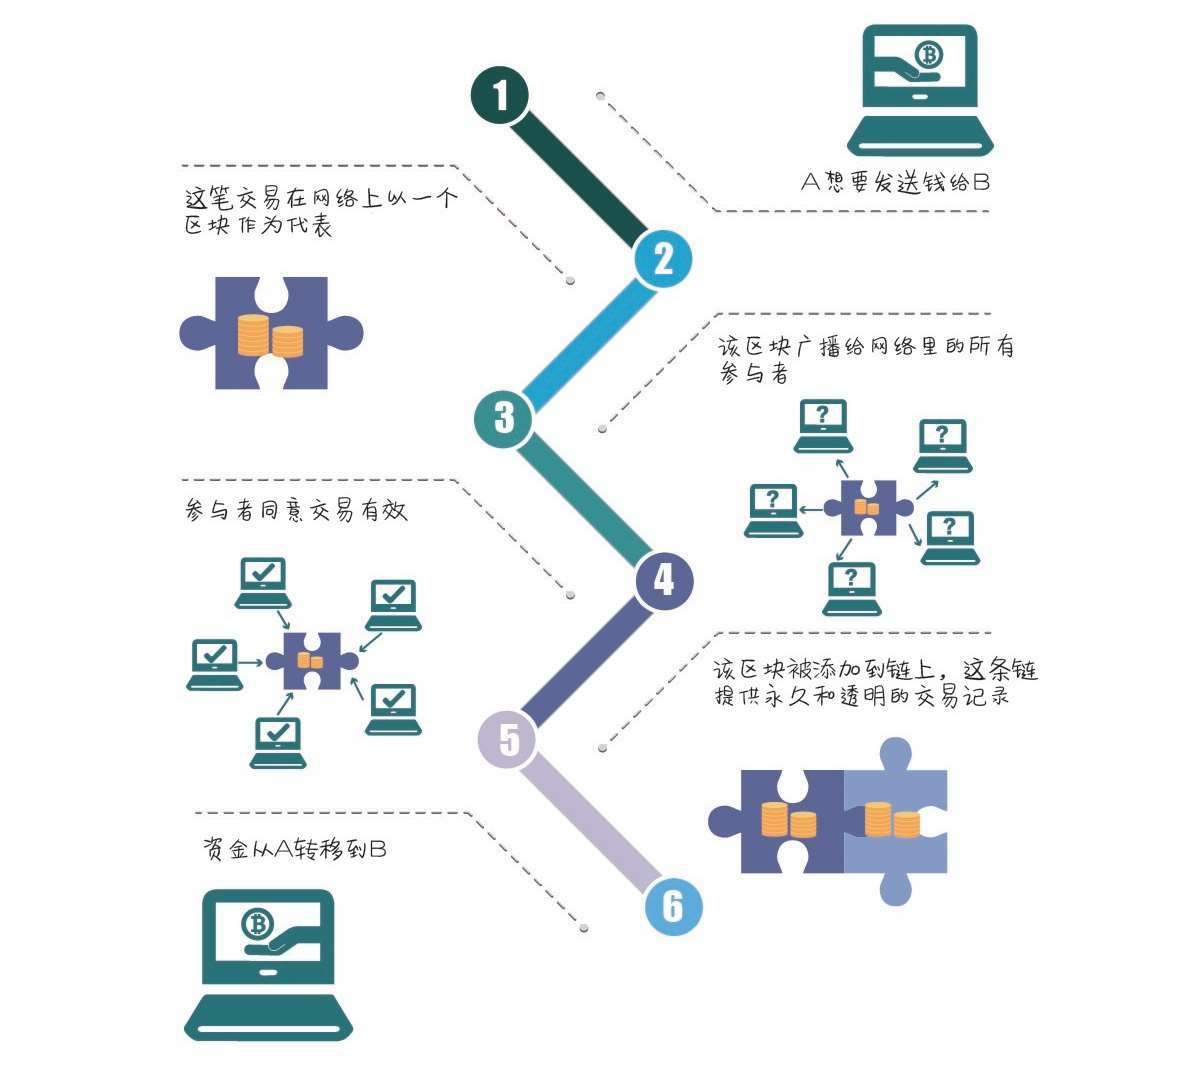 1
A想要发送钱给B
2
这笔交易在网络上以一个
区块作为代表
3
该区块广播给网络里的所有
参与者
?
?
?
?
?
4
参与者同意交易有效
5
该区块被添加到链上，这条链
提供永久和透明的交易记录
6
资金从A转移到B